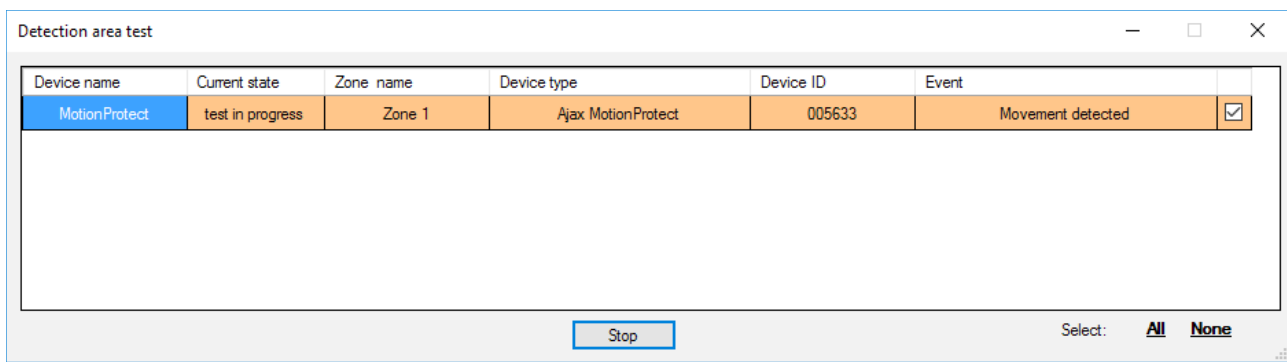 Detection area test
Device name Current state Zone name Device type Device ID Event
MotionProtect test in progress Zone 1 Ajax MotionProtect 005633 Movement detected
Stop Select: All None